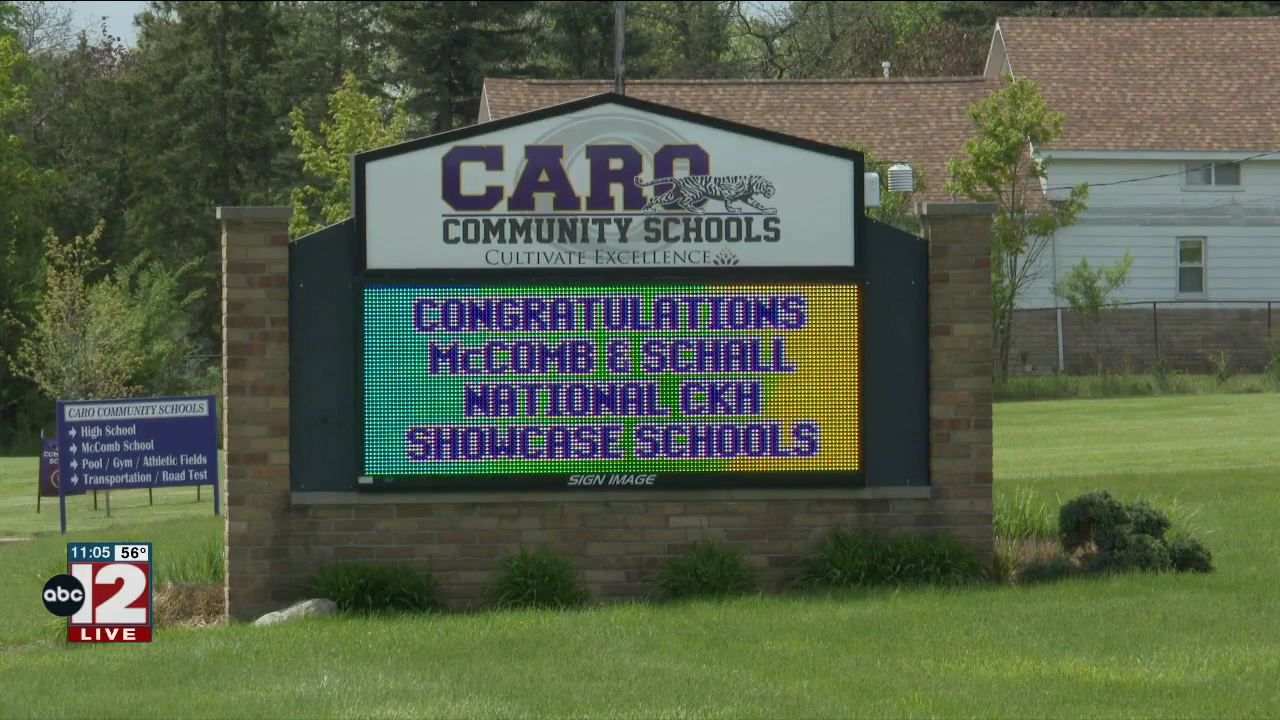 CARO
COMMUNITY SCHOOLS
CULTIVATE EXCELLENCE
CONGRATULATIONS
McCOMB & SCHALL
NATIONAL CKH
SHOWCASE SCHOOLS
SIGN IMAGE
CARO COMMUNITY SCHOOLS
High School
McComb School
Pool / Gym / Athletic Fields
Transportation / Road Test
11:05 56°
abc 12
LIVE